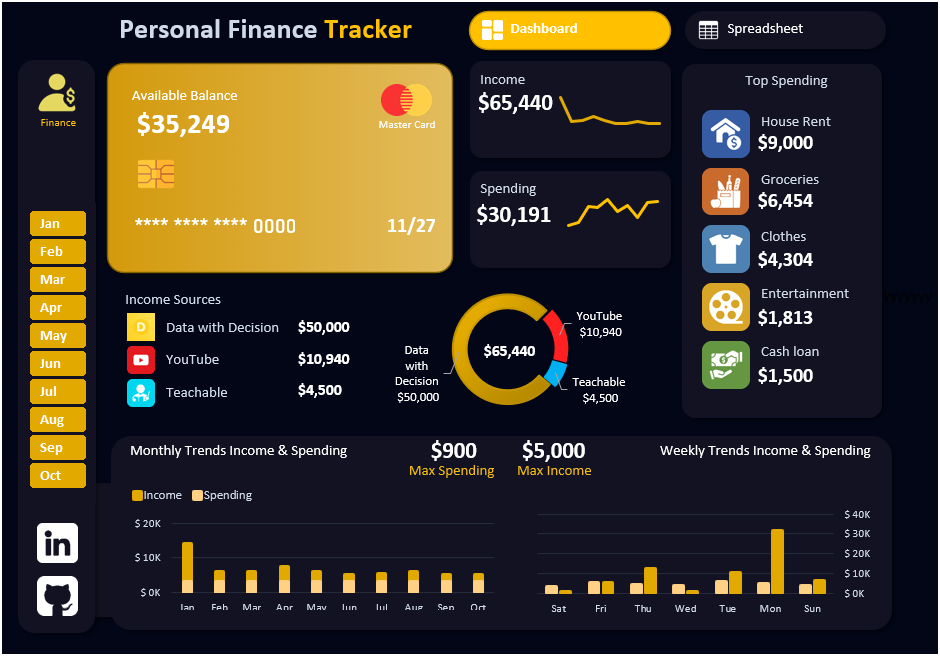 Personal Finance Tracker
Dashboard
Spreadsheet
Finance
Jan
Feb
Mar
Apr
May
Jun
Jul
Aug
Sep
Oct
Available Balance
$35,249
Master Card
**** **** **** 0000
11/27
Income
$65,440
Spending
$30,191
Top Spending
House Rent
$9,000
Groceries
$6,454
Clothes
$4,304
Entertainment
$1,813
Cash loan
$1,500
Income Sources
D
Data with Decision $50,000
YouTube $10,940
Teachable $4,500
Data
with
Decision
$50,000
$65,440
YouTube
$10,940
Teachable
$4,500
Monthly Trends Income & Spending
$900
Max Spending
$5,000
Max Income
Weekly Trends Income & Spending
Income Spending
$ 20K
$ 10K
$ 0K
Jan Feb Mar Apr May Jun Jul Aug Sep Oct
$ 40K
$ 30K
$ 20K
$ 10K
$ 0K
Sat Fri Thu Wed Tue Mon Sun
in